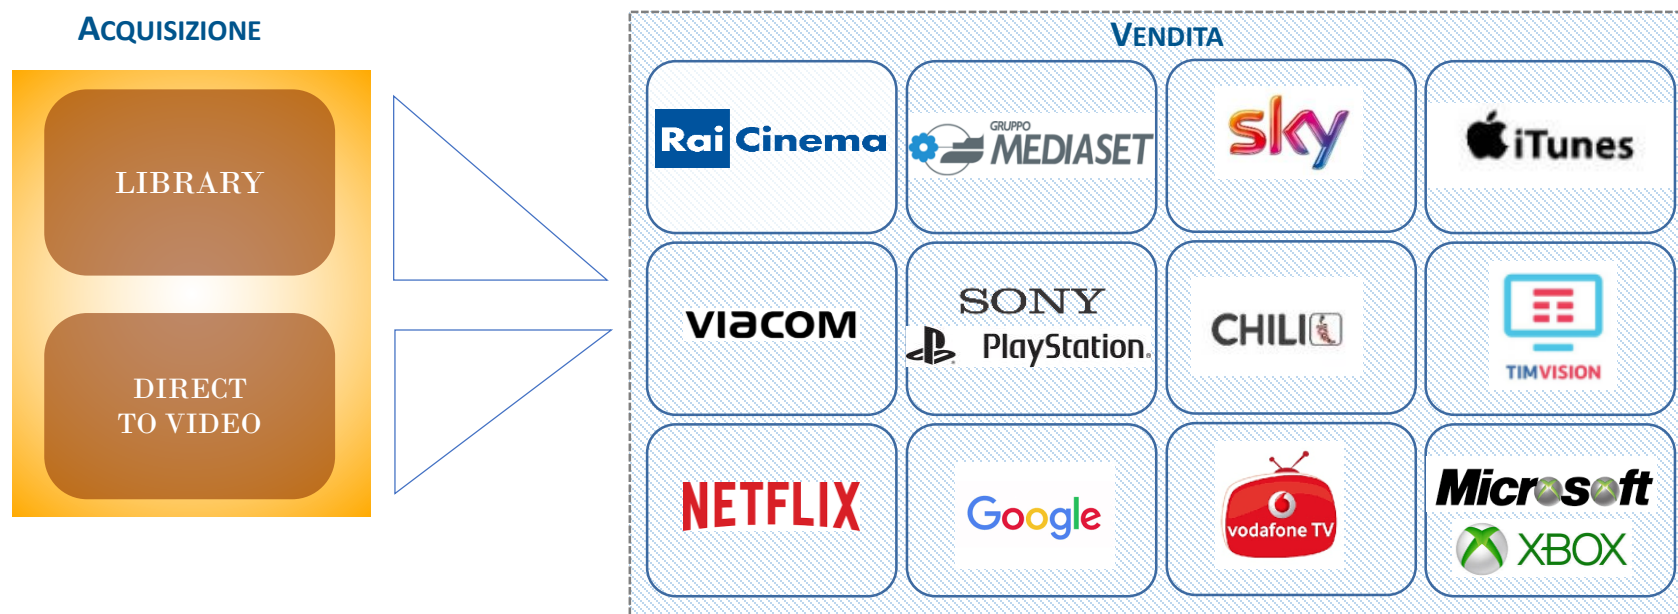 ACQUISIZIONE
LIBRARY
DIRECT
TO VIDEO
VENDITA
Rai Cinema
GRUPPO
MEDIASET
sky
iTunes
VIACOM
SONY
PlayStation
CHILI
TIMVISION
NETFLIX
Google
vodafone TV
Microsoft
XBOX